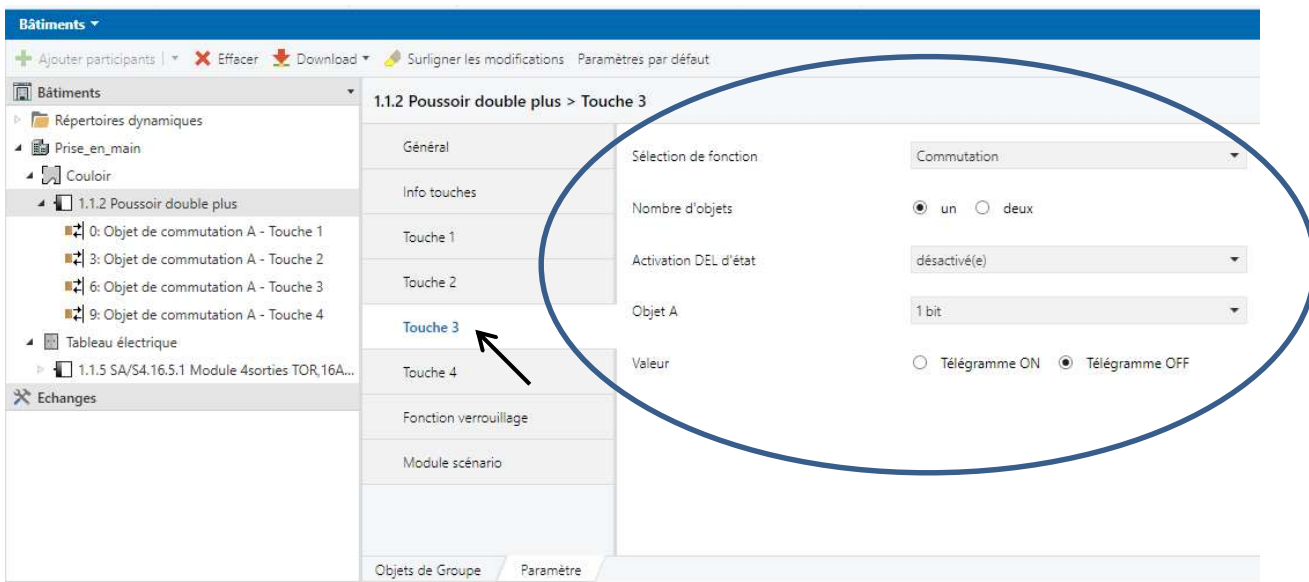 Bâtiments
Ajouter participants Effacer Download Surligner les modifications Paramètres par défaut
Bâtiments
Répertoires dynamiques
Prise_en_main
Couloir
1.1.2 Poussoir double plus
0: Objet de commutation A - Touche 1
3: Objet de commutation A - Touche 2
6: Objet de commutation A - Touche 3
9: Objet de commutation A - Touche 4
Tableau électrique
1.1.5 SA/S4.16.5.1 Module 4sorties TOR,16A...
Echanges
1.1.2 Poussoir double plus > Touche 3
Général
Info touches
Touche 1
Touche 2
Touche 3
Touche 4
Fonction verrouillage
Module scénario
Sélection de fonction Commutation
Nombre d'objets un deux
Activation DEL d'état désactivé(e)
Objet A 1 bit
Valeur Télégramme ON Télégramme OFF
Objets de Groupe Paramètre